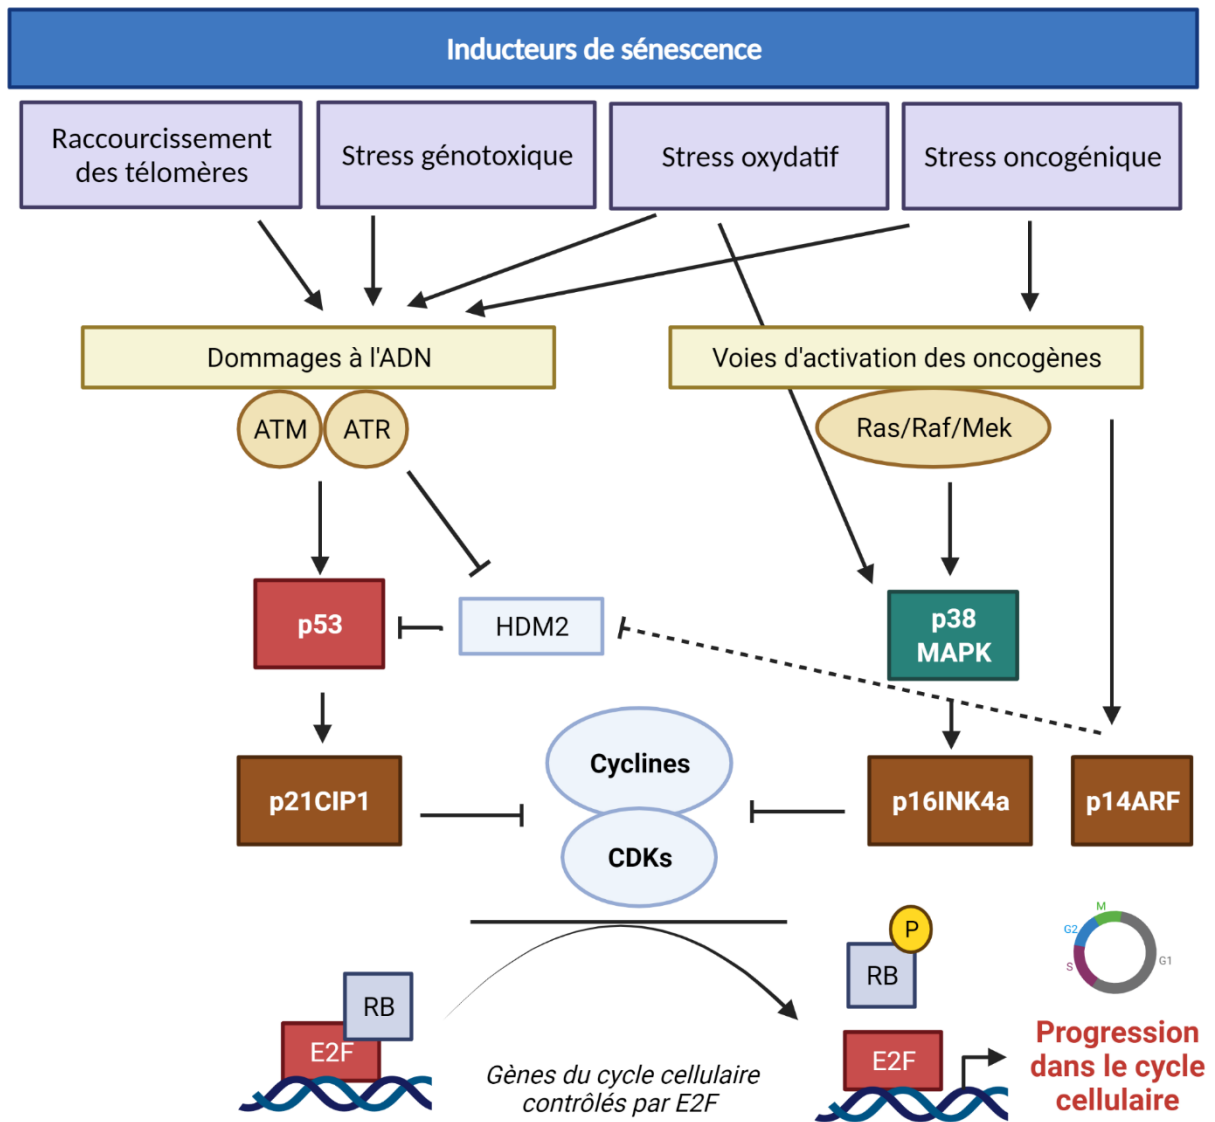 Inducteurs de sénescence
Raccourcissement
des télomères
Stress génotoxique
Stress oxydatif
Stress oncogénique
Dommages à l'ADN
Voies d'activation des oncogènes
ATM
ATR
Ras/Raf/Mek
p53
HDM2
p38
MAPK
Cyclines
CDKs
p21CIP1
p16INK4a
p14ARF
RB
E2F
Gènes du cycle cellulaire
contrôlés par E2F
P
RB
E2F
M
G2
S
G1
Progression
dans le cycle
cellulaire